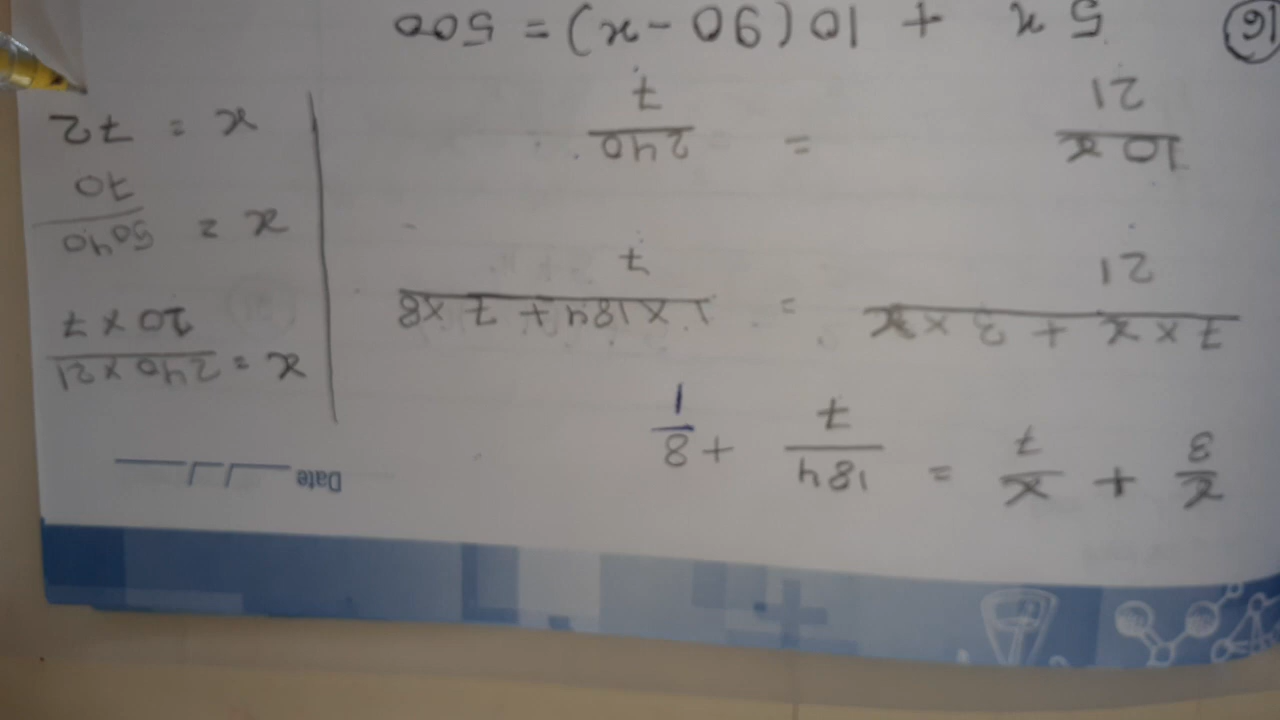 Date __/__/__
x/3 + x/7 = 184/7 + 8/1
(7 × x + 3 × x)/21 = (1 × 184 + 7 × 8)/7
10x/21 = 240/7
x = (240 × 21)/(20 × 7)
x = 5040/70
x = 72
(16) 5x + 10(90 - x) = 500